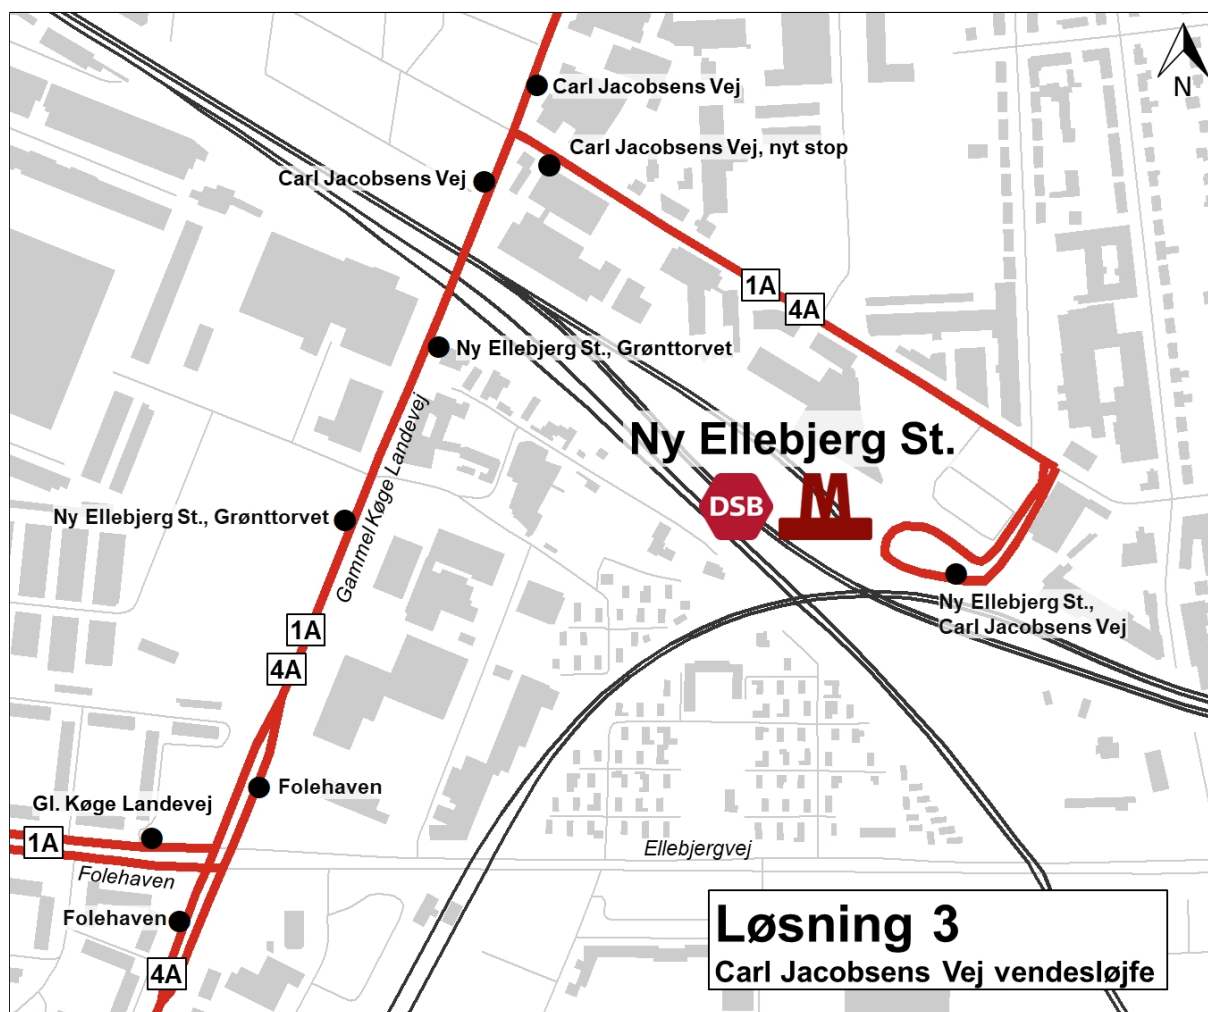 Carl Jacobsens Vej
N
Carl Jacobsens Vej, nyt stop
Carl Jacobsens Vej
1A
4A
Ny Ellebjerg St., Grønttorvet
Gammel Køge Landevej
Ny Ellebjerg St.
DSB
M
Ny Ellebjerg St., Grønttorvet
Ny Ellebjerg St.,
Carl Jacobsens Vej
1A
4A
Folehaven
Gl. Køge Landevej
1A
Ellebjergvej
Folehaven
Folehaven
4A
Løsning 3
Carl Jacobsens Vej vendesløjfe